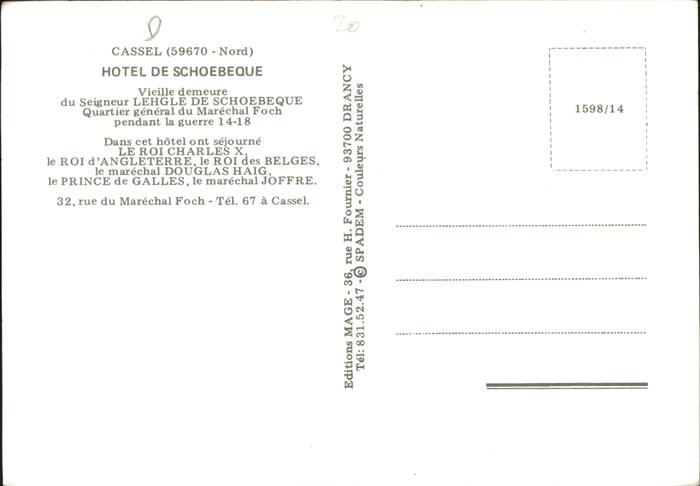 20
CASSEL (59670 - Nord)
HOTEL DE SCHOEBEQUE
Vieille demeure
du Seigneur LEHGLE DE SCHOEBEQUE
Quartier général du Maréchal Foch
pendant la guerre 14-18
Dans cet hôtel ont séjourné
LE ROI CHARLES X,
le ROI d'ANGLETERRE, le ROI des BELGES,
le maréchal DOUGLAS HAIG,
le PRINCE de GALLES, le maréchal JOFFRE.
32, rue du Maréchal Foch - Tél. 67 à Cassel.
Editions MAGE - 36, rue H. Fournier - 93700 DRANCY
Tél: 831.52.47 - © SPADEM - Couleurs Naturelles
1598/14